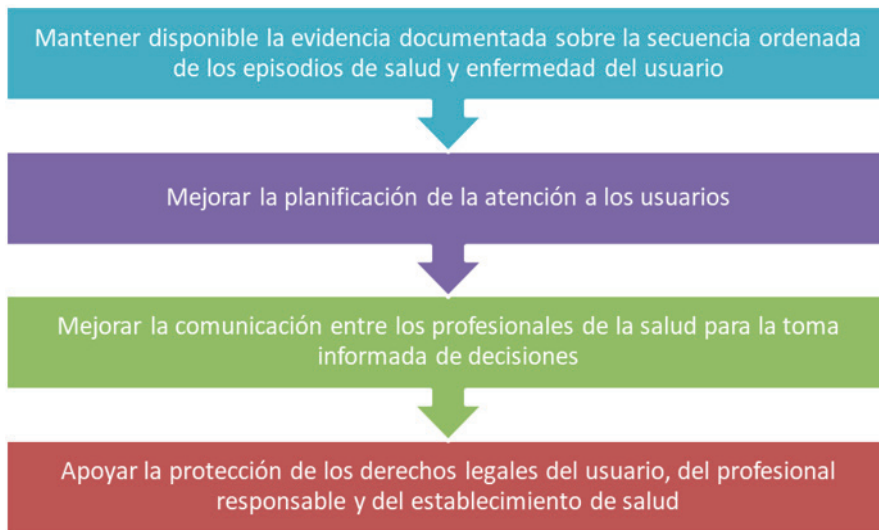 Mantener disponible la evidencia documentada sobre la secuencia ordenada
de los episodios de salud y enfermedad del usuario
Mejorar la planificación de la atención a los usuarios
Mejorar la comunicación entre los profesionales de la salud para la toma
informada de decisiones
Apoyar la protección de los derechos legales del usuario, del profesional
responsable y del establecimiento de salud